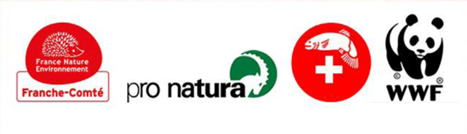 France Nature
Environnement
Franche-Comté
pro natura
© WWF ®